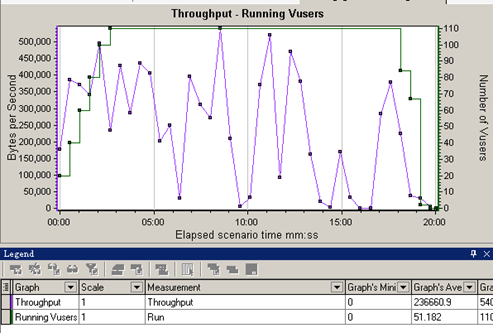 Throughput - Running Vusers
Bytes per Second
500,000
450,000
400,000
350,000
300,000
250,000
200,000
150,000
100,000
50,000
0
110
100
90
80
70
60
50
40
30
20
10
0
Number of Vusers
00:00 05:00 10:00 15:00 20:00
Elapsed scenario time mm:ss
Legend
Graph Scale Measurement Graph's Mini Graph's Ave Gra
Throughput 1 Throughput 0 236660.9 540
Running Vusers 1 Run 0 51.182 110